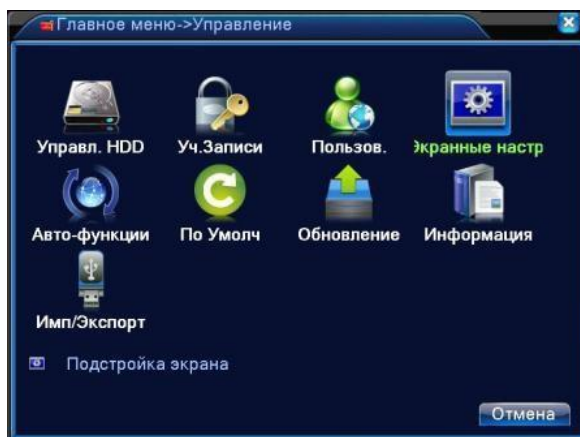 Главное меню->Управление
Управл. HDD Уч.Записи Пользов. Экранные настр
Авто-функции По Умолч Обновление Информация
Имп/Экспорт
Подстройка экрана
Отмена